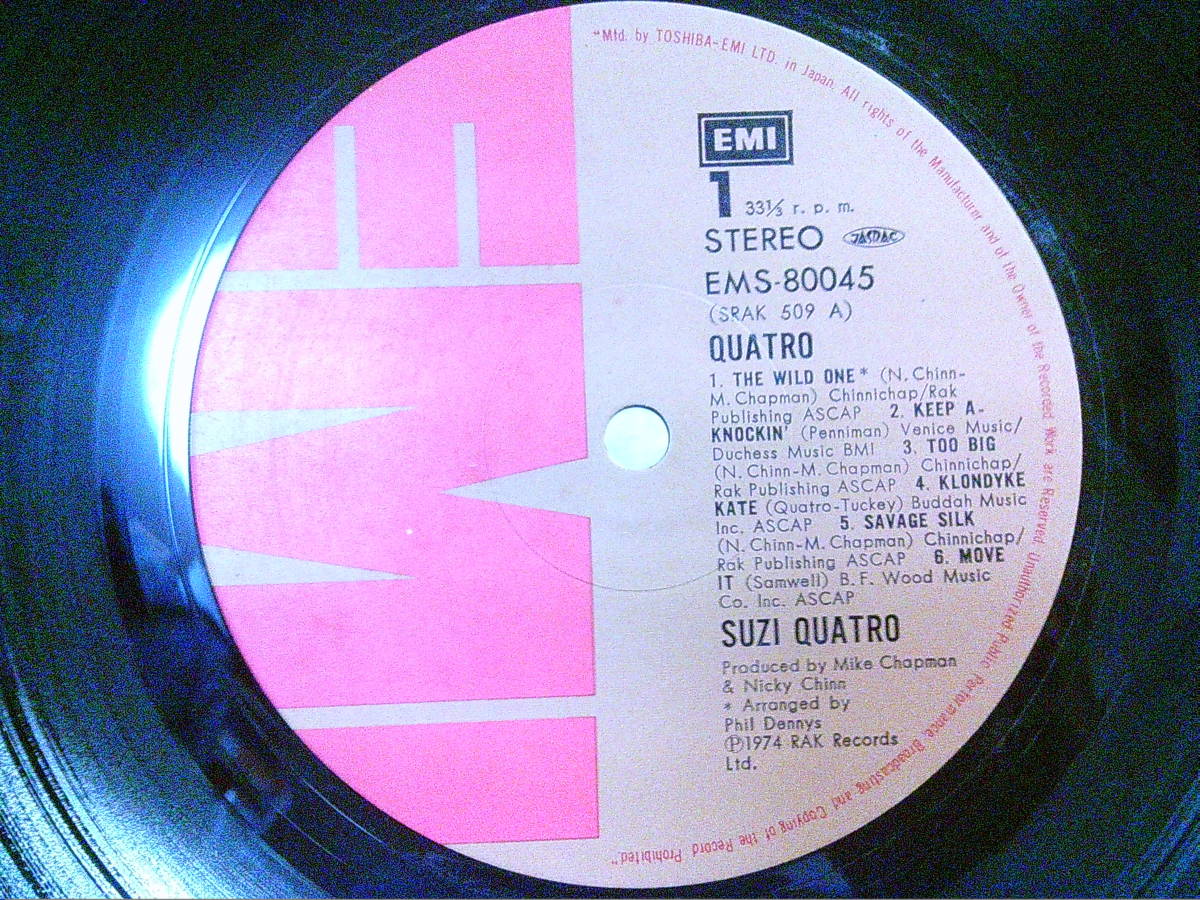 "Mfd. by TOSHIBA-EMI LTD. in Japan. All rights of the Manufacturer and of the Owner of the Recorded Work are Reserved. Unauthorized Public Performance, Broadcasting and Copying of the Record Prohibited."
EMI
EMI
1 33⅓ r. p. m.
STEREO JASRAC
EMS-80045
(SRAK 509 A)
QUATRO
1. THE WILD ONE* (N. Chinn-
M. Chapman) Chinnichap/Rak
Publishing ASCAP 2. KEEP A-
KNOCKIN' (Penniman) Venice Music/
Duchess Music BMI 3. TOO BIG
(N. Chinn-M. Chapman) Chinnichap/
Rak Publishing ASCAP 4. KLONDYKE
KATE (Quatro-Tuckey) Buddah Music
Inc. ASCAP 5. SAVAGE SILK
(N. Chinn-M. Chapman) Chinnichap/
Rak Publishing ASCAP 6. MOVE
IT (Samwell) B. F. Wood Music
Co. Inc. ASCAP
SUZI QUATRO
Produced by Mike Chapman
& Nicky Chinn
* Arranged by
Phil Dennys
Ⓟ1974 RAK Records
Ltd.